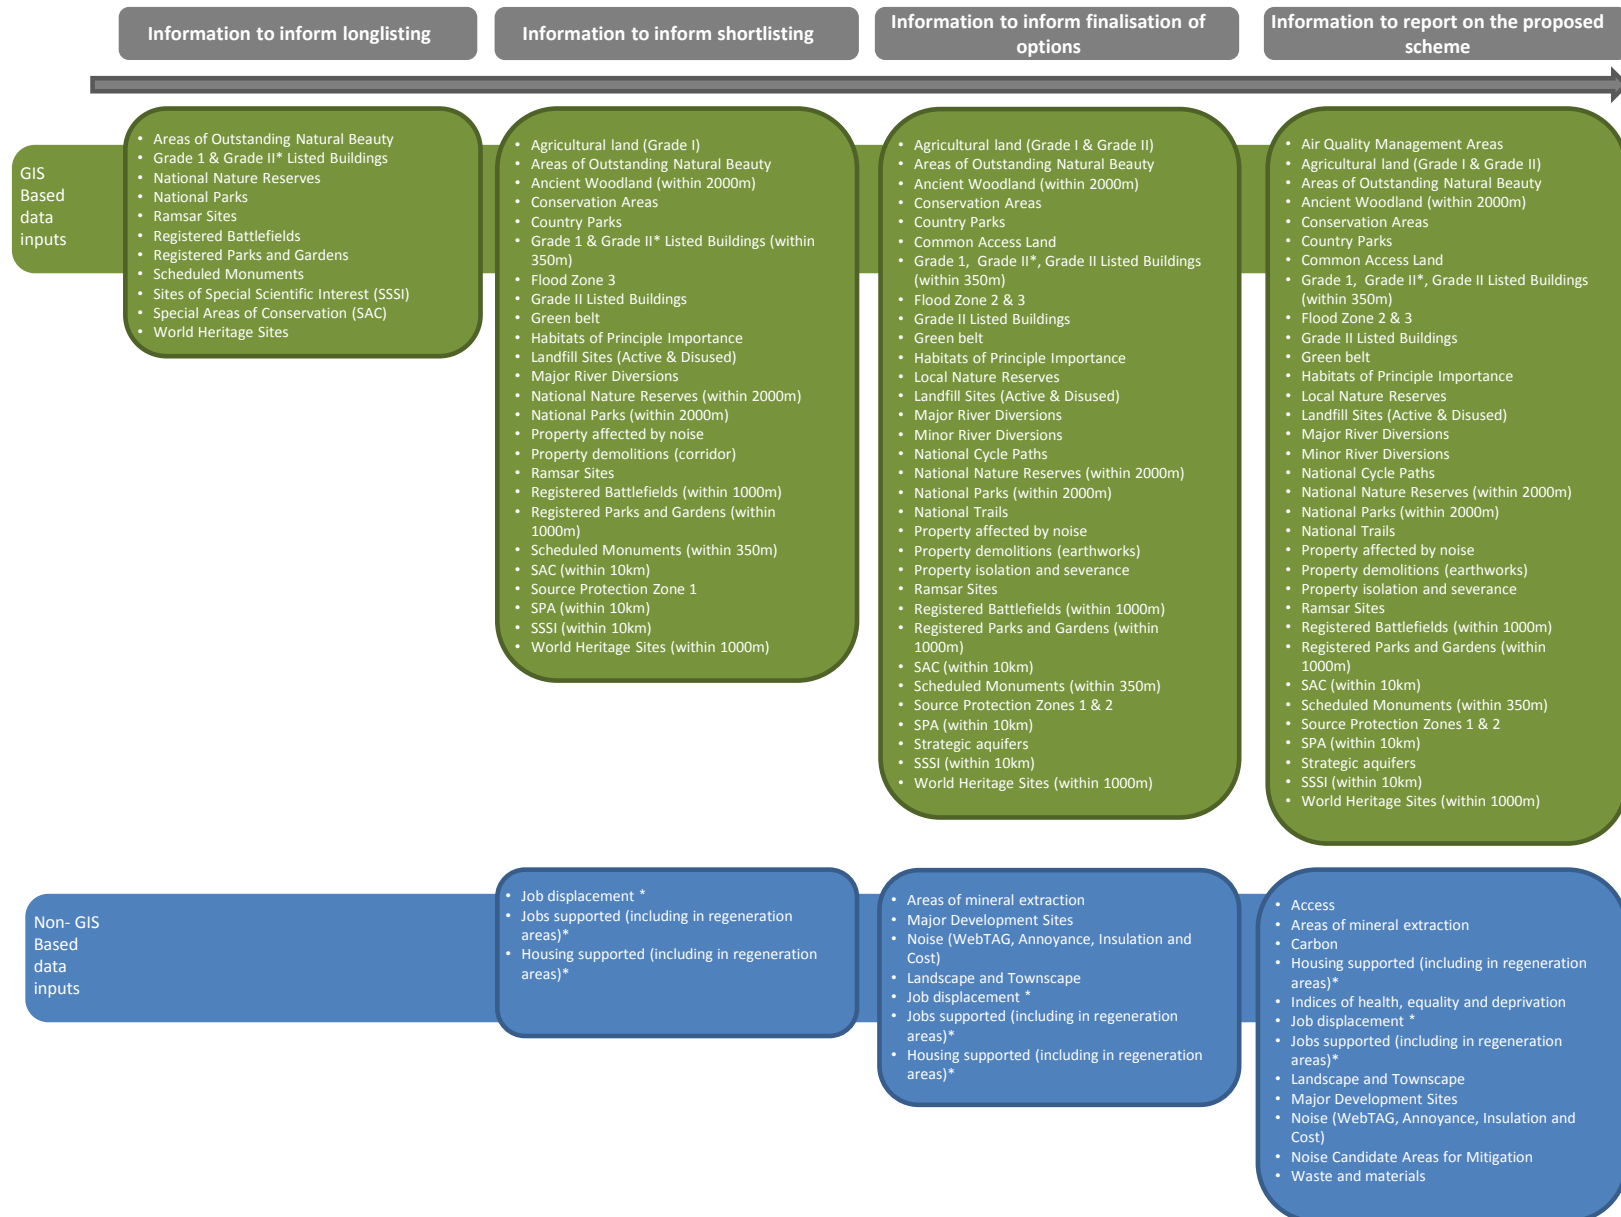 Information to inform longlisting
Information to inform shortlisting
Information to inform finalisation of
options
Information to report on the proposed
scheme
GIS
Based
data
inputs
• Areas of Outstanding Natural Beauty
• Grade 1 & Grade II* Listed Buildings
• National Nature Reserves
• National Parks
• Ramsar Sites
• Registered Battlefields
• Registered Parks and Gardens
• Scheduled Monuments
• Sites of Special Scientific Interest (SSSI)
• Special Areas of Conservation (SAC)
• World Heritage Sites
• Agricultural land (Grade I)
• Areas of Outstanding Natural Beauty
• Ancient Woodland (within 2000m)
• Conservation Areas
• Country Parks
• Grade 1 & Grade II* Listed Buildings (within
350m)
• Flood Zone 3
• Grade II Listed Buildings
• Green belt
• Habitats of Principle Importance
• Landfill Sites (Active & Disused)
• Major River Diversions
• National Nature Reserves (within 2000m)
• National Parks (within 2000m)
• Property affected by noise
• Property demolitions (corridor)
• Ramsar Sites
• Registered Battlefields (within 1000m)
• Registered Parks and Gardens (within
1000m)
• Scheduled Monuments (within 350m)
• SAC (within 10km)
• Source Protection Zone 1
• SPA (within 10km)
• SSSI (within 10km)
• World Heritage Sites (within 1000m)
• Agricultural land (Grade I & Grade II)
• Areas of Outstanding Natural Beauty
• Ancient Woodland (within 2000m)
• Conservation Areas
• Country Parks
• Common Access Land
• Grade 1, Grade II*, Grade II Listed Buildings
(within 350m)
• Flood Zone 2 & 3
• Grade II Listed Buildings
• Green belt
• Habitats of Principle Importance
• Local Nature Reserves
• Landfill Sites (Active & Disused)
• Major River Diversions
• Minor River Diversions
• National Cycle Paths
• National Nature Reserves (within 2000m)
• National Parks (within 2000m)
• National Trails
• Property affected by noise
• Property demolitions (earthworks)
• Property isolation and severance
• Ramsar Sites
• Registered Battlefields (within 1000m)
• Registered Parks and Gardens (within
1000m)
• SAC (within 10km)
• Scheduled Monuments (within 350m)
• Source Protection Zones 1 & 2
• SPA (within 10km)
• Strategic aquifers
• SSSI (within 10km)
• World Heritage Sites (within 1000m)
• Air Quality Management Areas
• Agricultural land (Grade I & Grade II)
• Areas of Outstanding Natural Beauty
• Ancient Woodland (within 2000m)
• Conservation Areas
• Country Parks
• Common Access Land
• Grade 1, Grade II*, Grade II Listed Buildings
(within 350m)
• Flood Zone 2 & 3
• Grade II Listed Buildings
• Green belt
• Habitats of Principle Importance
• Local Nature Reserves
• Landfill Sites (Active & Disused)
• Major River Diversions
• Minor River Diversions
• National Cycle Paths
• National Nature Reserves (within 2000m)
• National Parks (within 2000m)
• National Trails
• Property affected by noise
• Property demolitions (earthworks)
• Property isolation and severance
• Ramsar Sites
• Registered Battlefields (within 1000m)
• Registered Parks and Gardens (within
1000m)
• SAC (within 10km)
• Scheduled Monuments (within 350m)
• Source Protection Zones 1 & 2
• SPA (within 10km)
• Strategic aquifers
• SSSI (within 10km)
• World Heritage Sites (within 1000m)
Non- GIS
Based
data
inputs
• Job displacement *
• Jobs supported (including in regeneration
areas)*
• Housing supported (including in regeneration
areas)*
• Areas of mineral extraction
• Major Development Sites
• Noise (WebTAG, Annoyance, Insulation and
Cost)
• Landscape and Townscape
• Job displacement *
• Jobs supported (including in regeneration
areas)*
• Housing supported (including in regeneration
areas)*
• Access
• Areas of mineral extraction
• Carbon
• Housing supported (including in regeneration
areas)*
• Indices of health, equality and deprivation
• Job displacement *
• Jobs supported (including in regeneration
areas)*
• Landscape and Townscape
• Major Development Sites
• Noise (WebTAG, Annoyance, Insulation and
Cost)
• Noise Candidate Areas for Mitigation
• Waste and materials